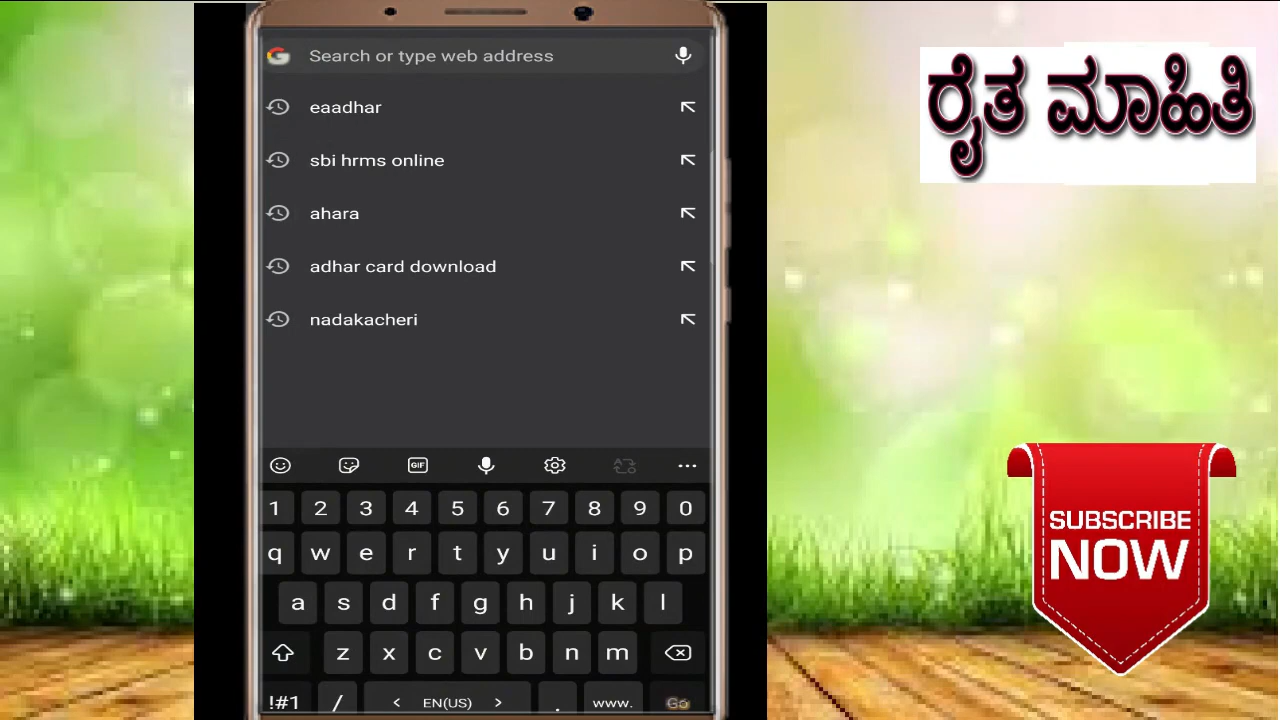 Search or type web address
eaadhar
sbi hrms online
ahara
adhar card download
nadakacheri
GIF
1 2 3 4 5 6 7 8 9 0
q w e r t y u i o p
a s d f g h j k l
z x c v b n m
!#1 / < EN(US) > . www. Go
ರೈತ ಮಾಹಿತಿ
SUBSCRIBE
NOW